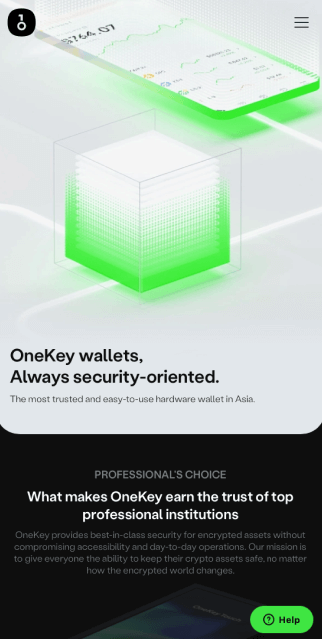 $764.07
OneKey wallets,
Always security-oriented.
The most trusted and easy-to-use hardware wallet in Asia.
PROFESSIONAL'S CHOICE
What makes OneKey earn the trust of top
professional institutions
OneKey provides best-in-class security for encrypted assets without
compromising accessibility and day-to-day operations. Our mission is
to give everyone the ability to keep their crypto assets safe, no matter
how the encrypted world changes.
Help